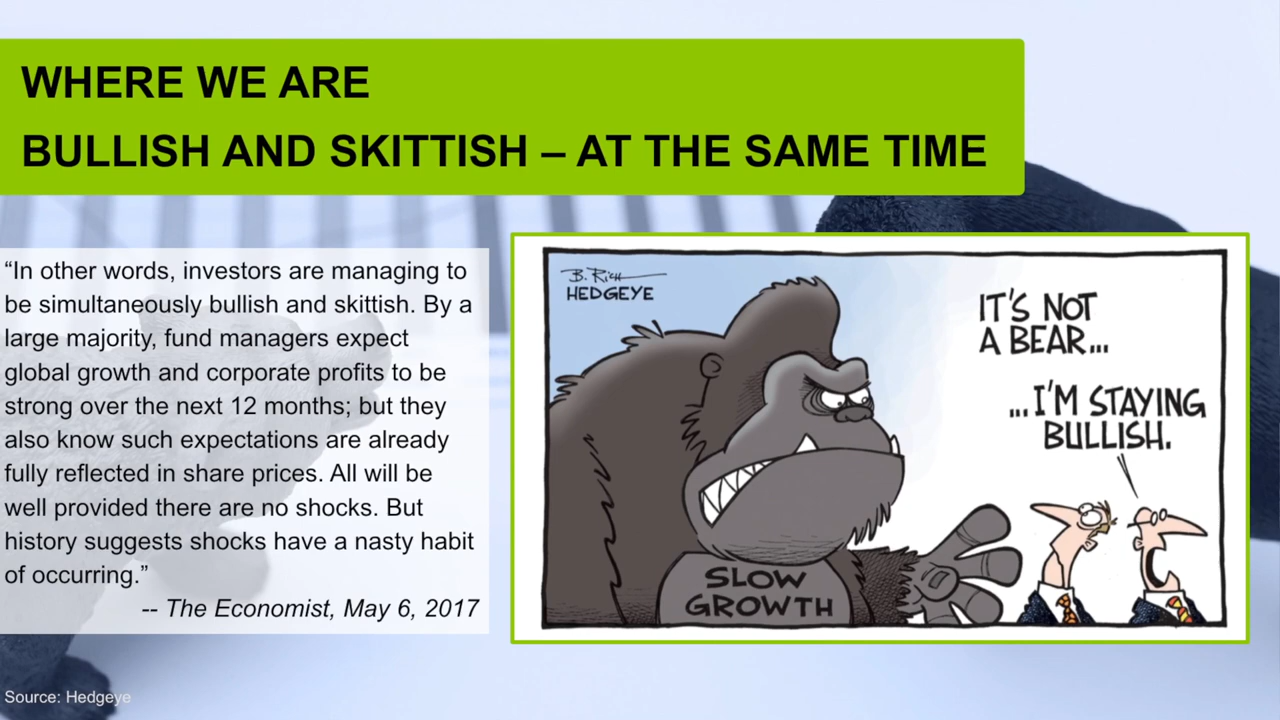 WHERE WE ARE
BULLISH AND SKITTISH – AT THE SAME TIME
“In other words, investors are managing to
be simultaneously bullish and skittish. By a
large majority, fund managers expect
global growth and corporate profits to be
strong over the next 12 months; but they
also know such expectations are already
fully reflected in share prices. All will be
well provided there are no shocks. But
history suggests shocks have a nasty habit
of occurring.”
-- The Economist, May 6, 2017
B. Rich
HEDGEYE
IT'S NOT
A BEAR...
...I'M STAYING
BULLISH.
SLOW
GROWTH
Source: Hedgeye